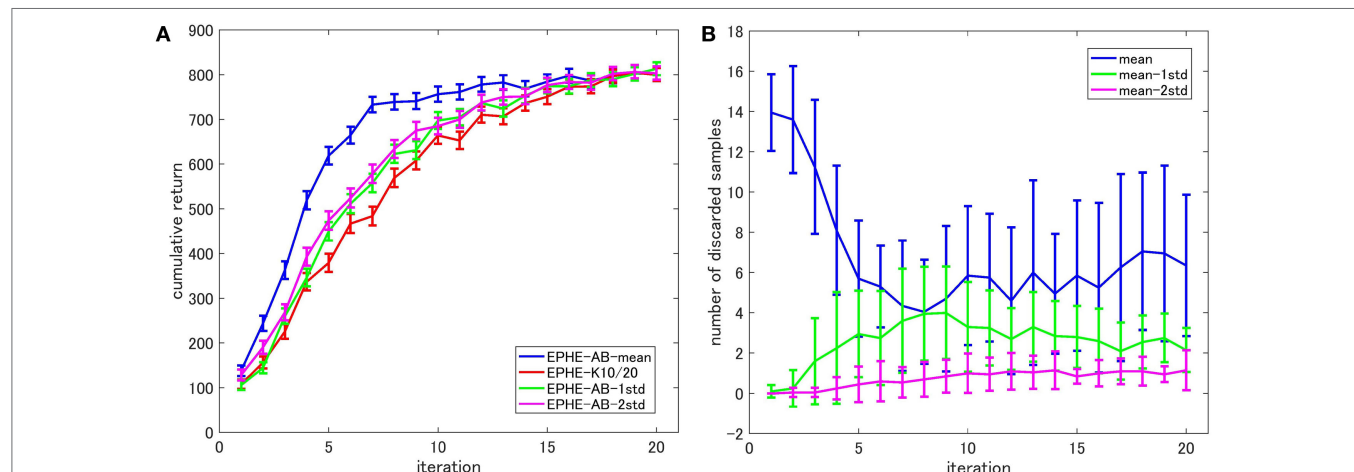 A
900
800
700
600
500
400
300
200
100
0
cumulative return
5
10
15
20
iteration
EPHE-AB-mean
EPHE-K10/20
EPHE-AB-1std
EPHE-AB-2std
B
18
16
14
12
10
8
6
4
2
0
-2
number of discarded samples
5
10
15
20
iteration
mean
mean-1std
mean-2std